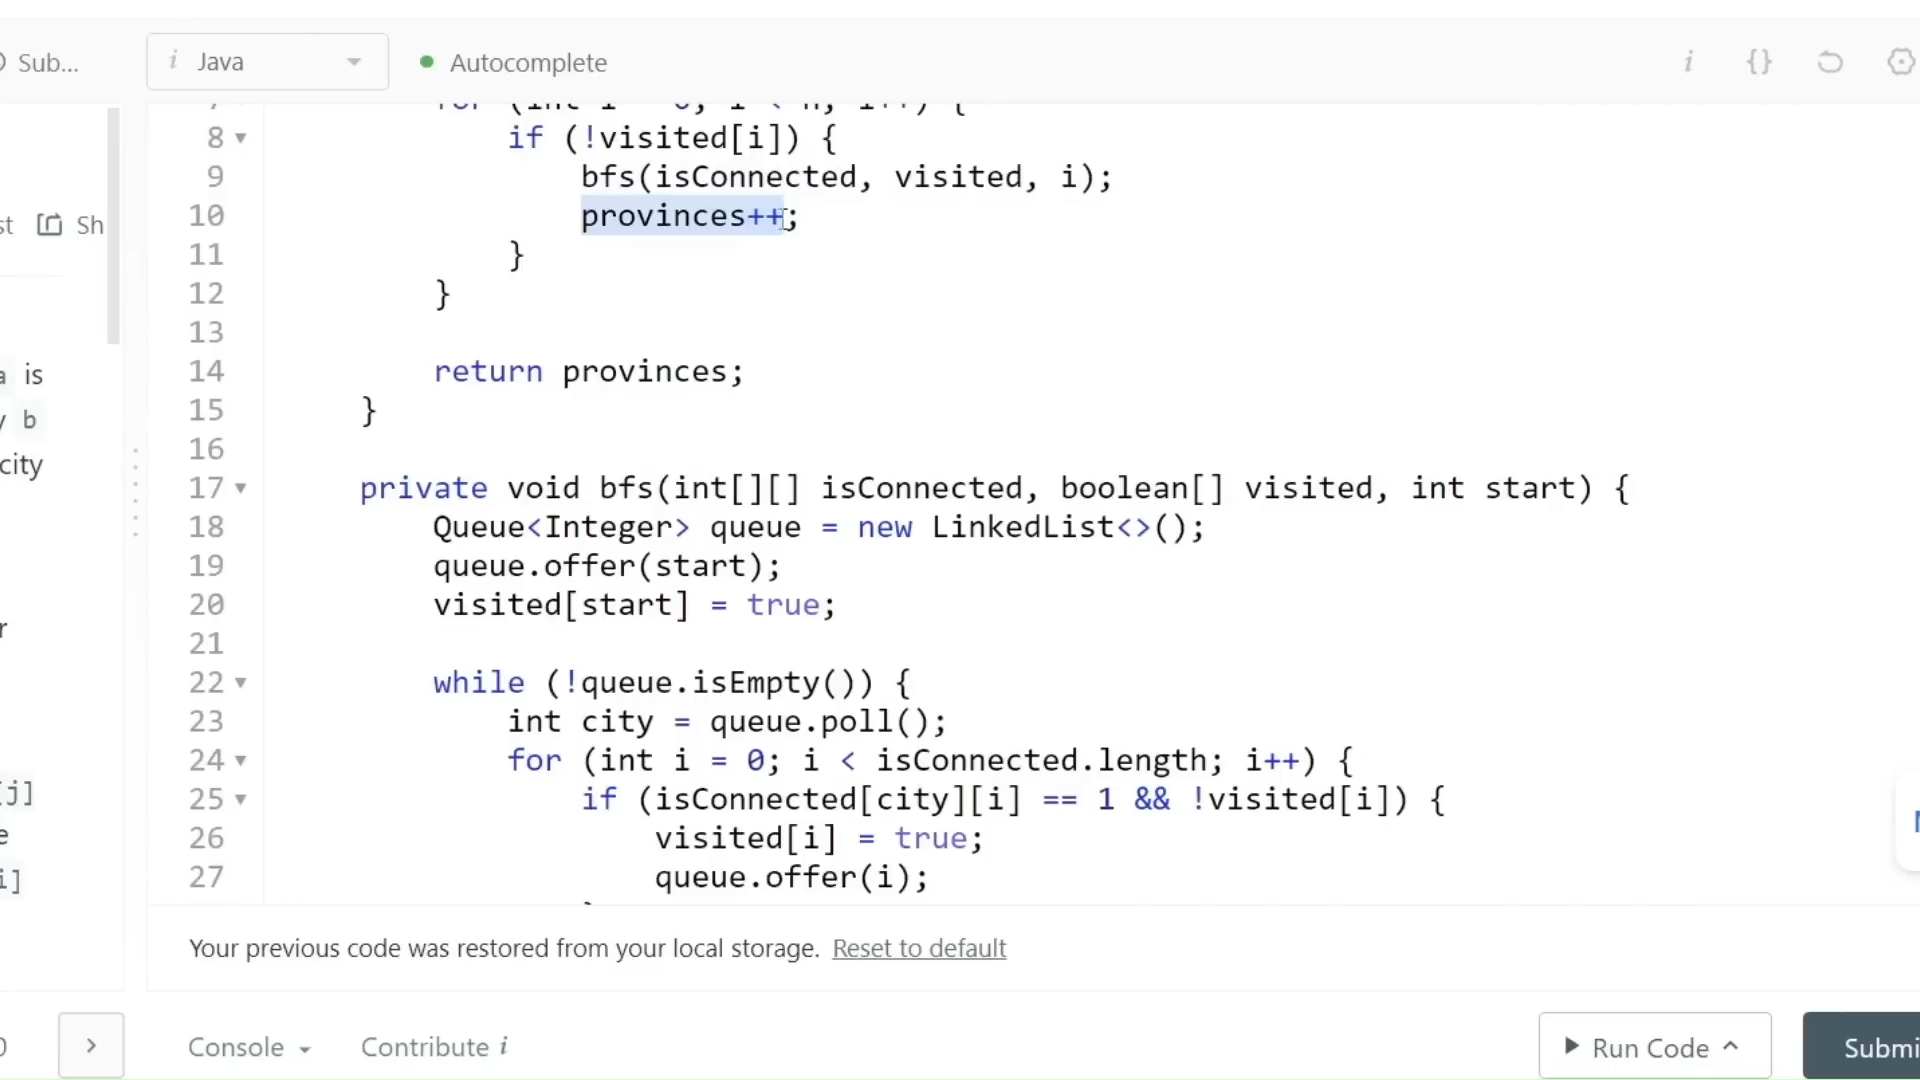 Sub...
Java
Autocomplete
i {}
8 if (!visited[i]) {
9 bfs(isConnected, visited, i);
10 provinces++;
11 }
12 }
13
14 return provinces;
15 }
16
17 private void bfs(int[][] isConnected, boolean[] visited, int start) {
18 Queue<Integer> queue = new LinkedList<>();
19 queue.offer(start);
20 visited[start] = true;
21
22 while (!queue.isEmpty()) {
23 int city = queue.poll();
24 for (int i = 0; i < isConnected.length; i++) {
25 if (isConnected[city][i] == 1 && !visited[i]) {
26 visited[i] = true;
27 queue.offer(i);
st Sh
a is
y b
city
r
[j]
e
i]
Your previous code was restored from your local storage. Reset to default
Console
Contribute i
Run Code
Submi